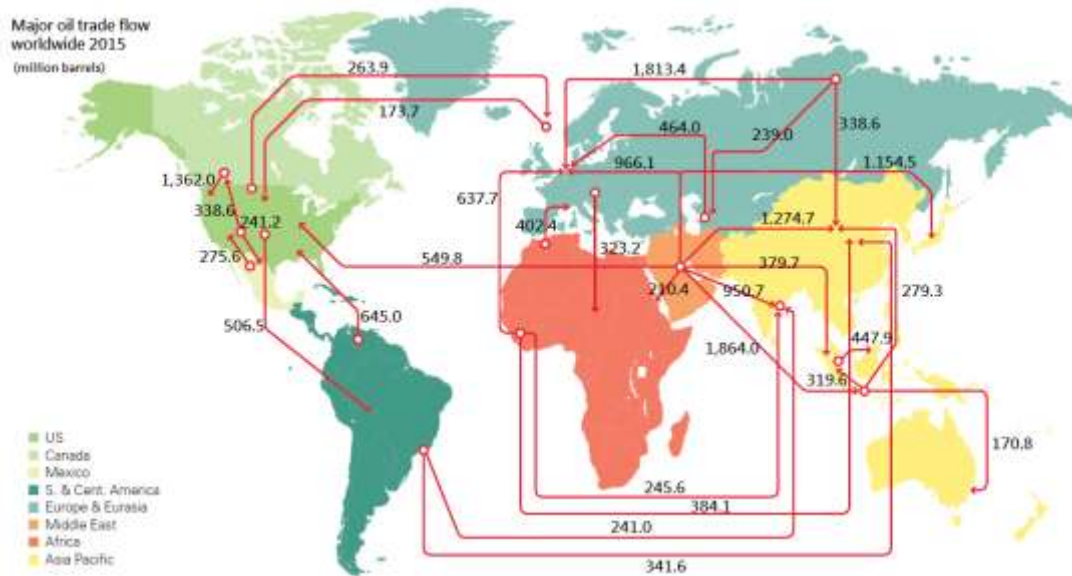 Major oil trade flow
worldwide 2015
(million barrels)
263.9
1,813.4
173.7
464.0
239.0
338.6
966.1
1.154.5
1,362.0
637.7
338.6
241.2
402.4
1.274.7
275.6
323.2
549.8
379.7
210.4
950.7
279.3
506.5
645.0
1,864.0
447.9
319.6
170.8
US
Canada
Mexico
S. & Cent. America
Europe & Eurasia
Middle East
Africa
Asia Pacific
245.6
384.1
241.0
341.6